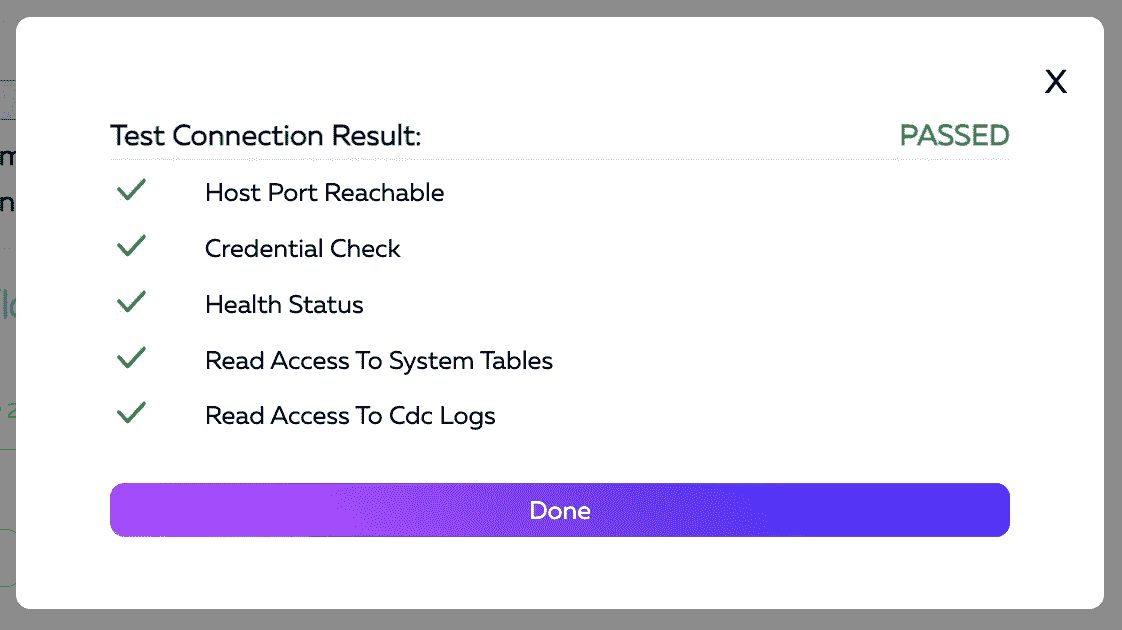 X
Test Connection Result: PASSED
Host Port Reachable
Credential Check
Health Status
Read Access To System Tables
Read Access To Cdc Logs
Done